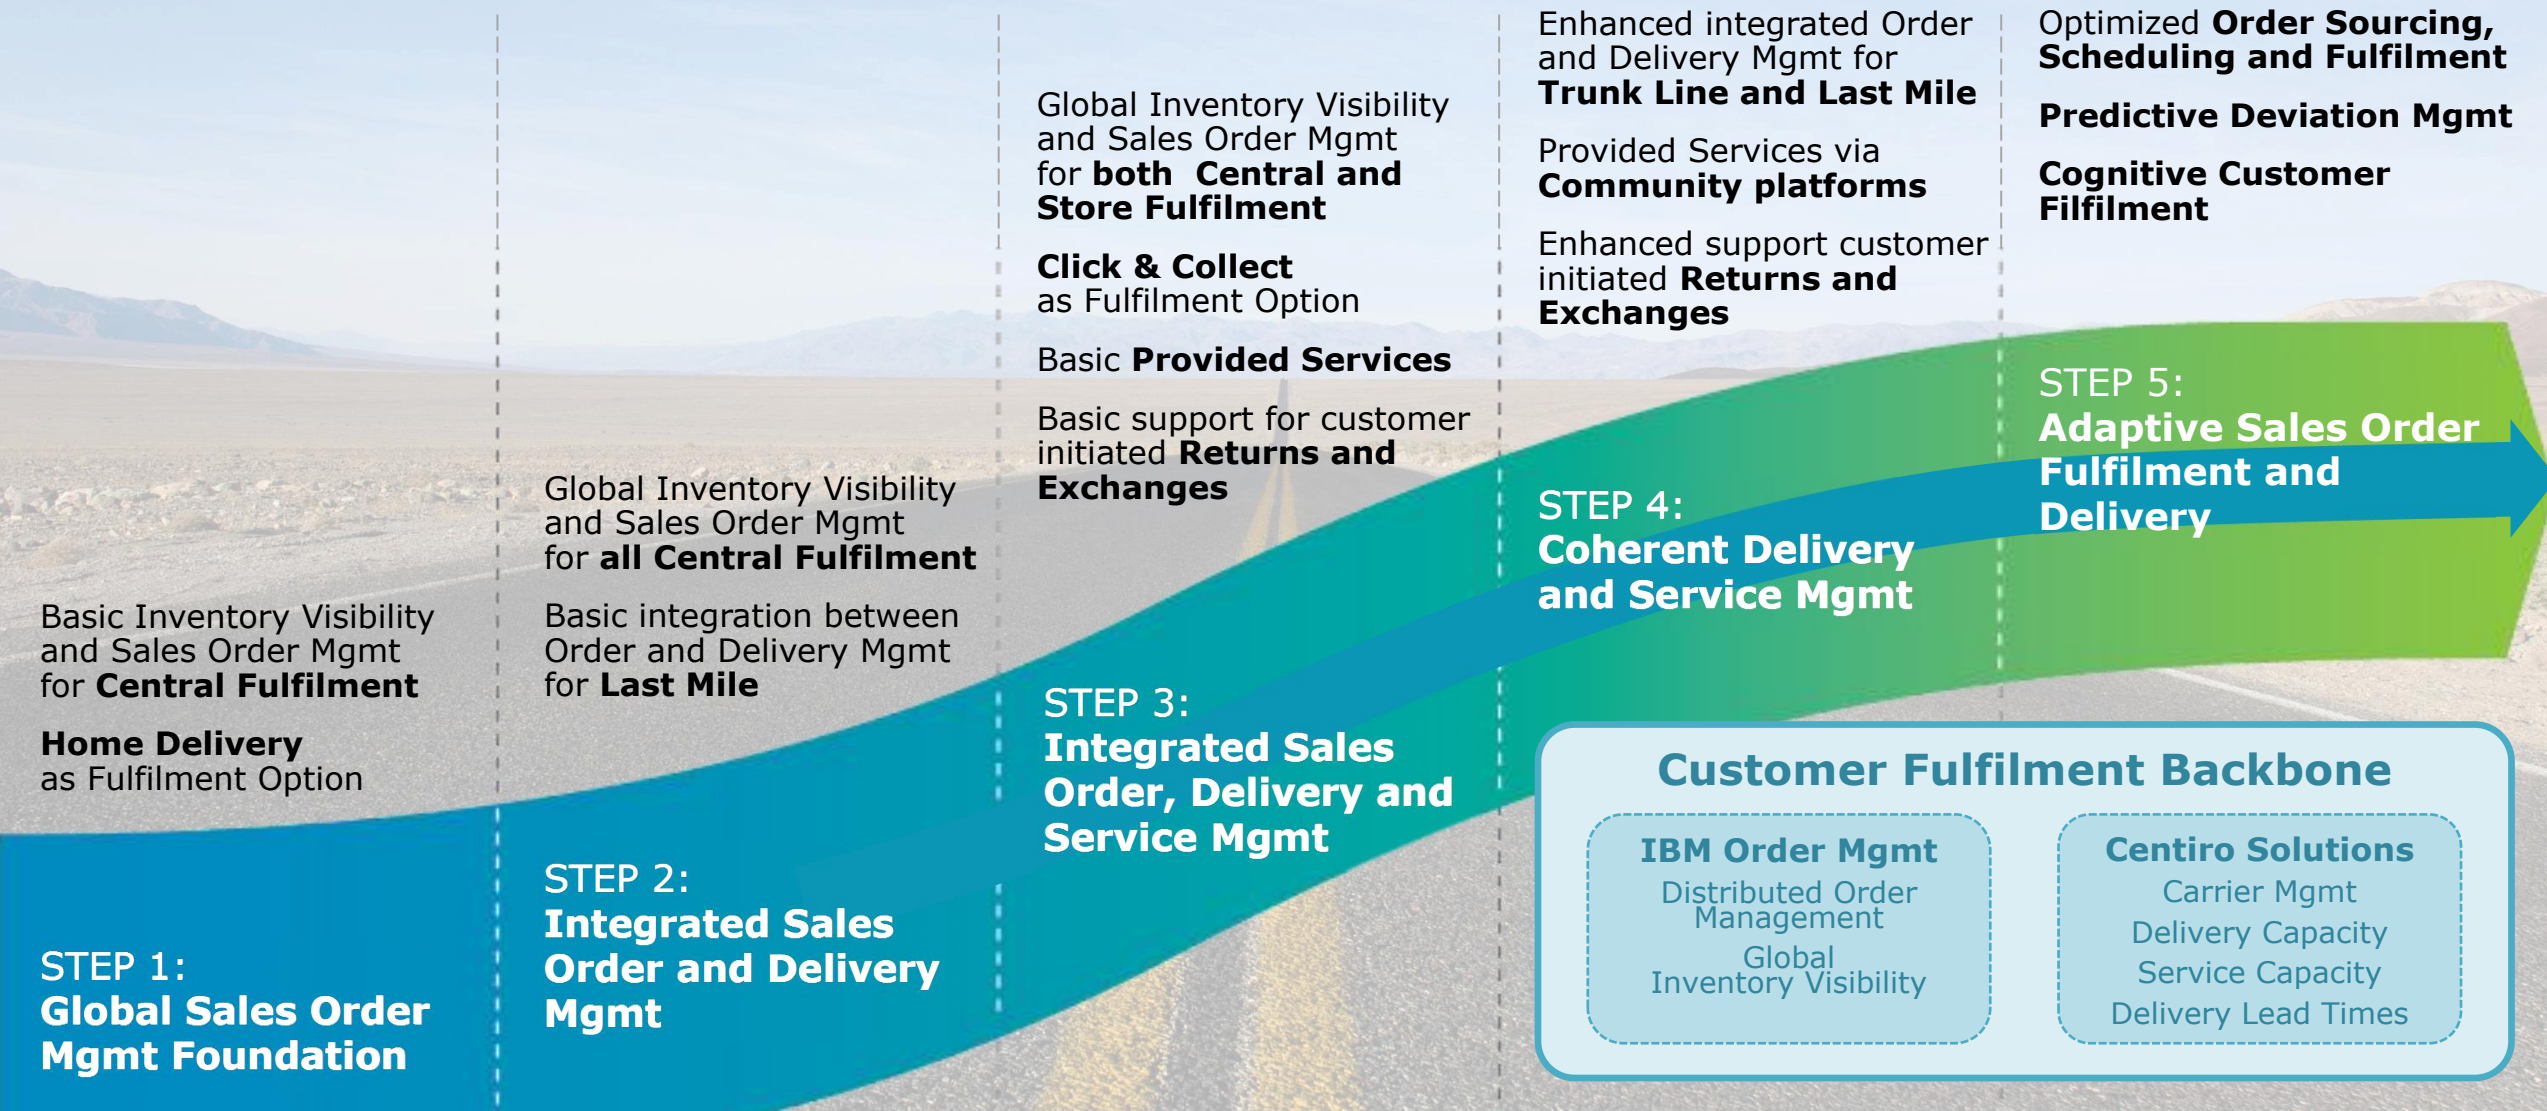 Basic Inventory Visibility
and Sales Order Mgmt
for Central Fulfilment
Home Delivery
as Fulfilment Option
STEP 1:
Global Sales Order
Mgmt Foundation
Global Inventory Visibility
and Sales Order Mgmt
for all Central Fulfilment
Basic integration between
Order and Delivery Mgmt
for Last Mile
STEP 2:
Integrated Sales
Order and Delivery
Mgmt
Global Inventory Visibility
and Sales Order Mgmt
for both Central and
Store Fulfilment
Click & Collect
as Fulfilment Option
Basic Provided Services
Basic support for customer
initiated Returns and
Exchanges
STEP 3:
Integrated Sales
Order, Delivery and
Service Mgmt
Enhanced integrated Order
and Delivery Mgmt for
Trunk Line and Last Mile
Provided Services via
Community platforms
Enhanced support customer
initiated Returns and
Exchanges
STEP 4:
Coherent Delivery
and Service Mgmt
Optimized Order Sourcing,
Scheduling and Fulfilment
Predictive Deviation Mgmt
Cognitive Customer
Filfilment
STEP 5:
Adaptive Sales Order
Fulfilment and
Delivery
Customer Fulfilment Backbone
IBM Order Mgmt
Distributed Order
Management
Global
Inventory Visibility
Centiro Solutions
Carrier Mgmt
Delivery Capacity
Service Capacity
Delivery Lead Times